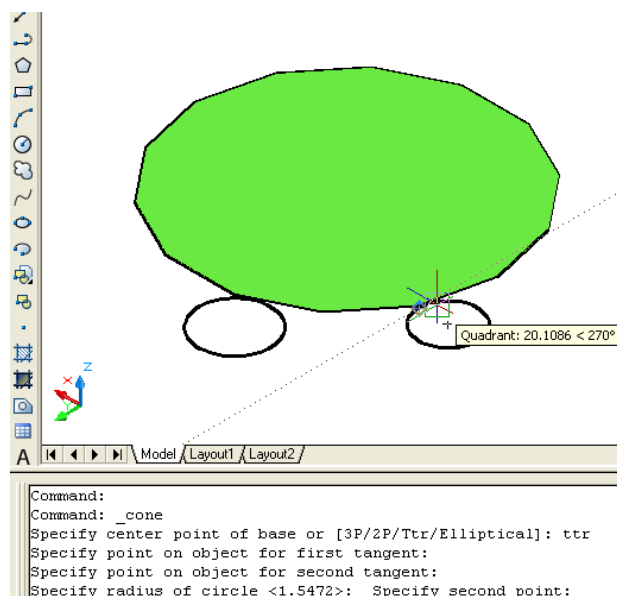 Quadrant: 20.1086 < 270°
X
Y
Z
A
Model Layout1 Layout2
Command:
Command: _cone
Specify center point of base or [3P/2P/Ttr/Elliptical]: ttr
Specify point on object for first tangent:
Specify point on object for second tangent:
Specify radius of circle <1.5472>: Specify second point: